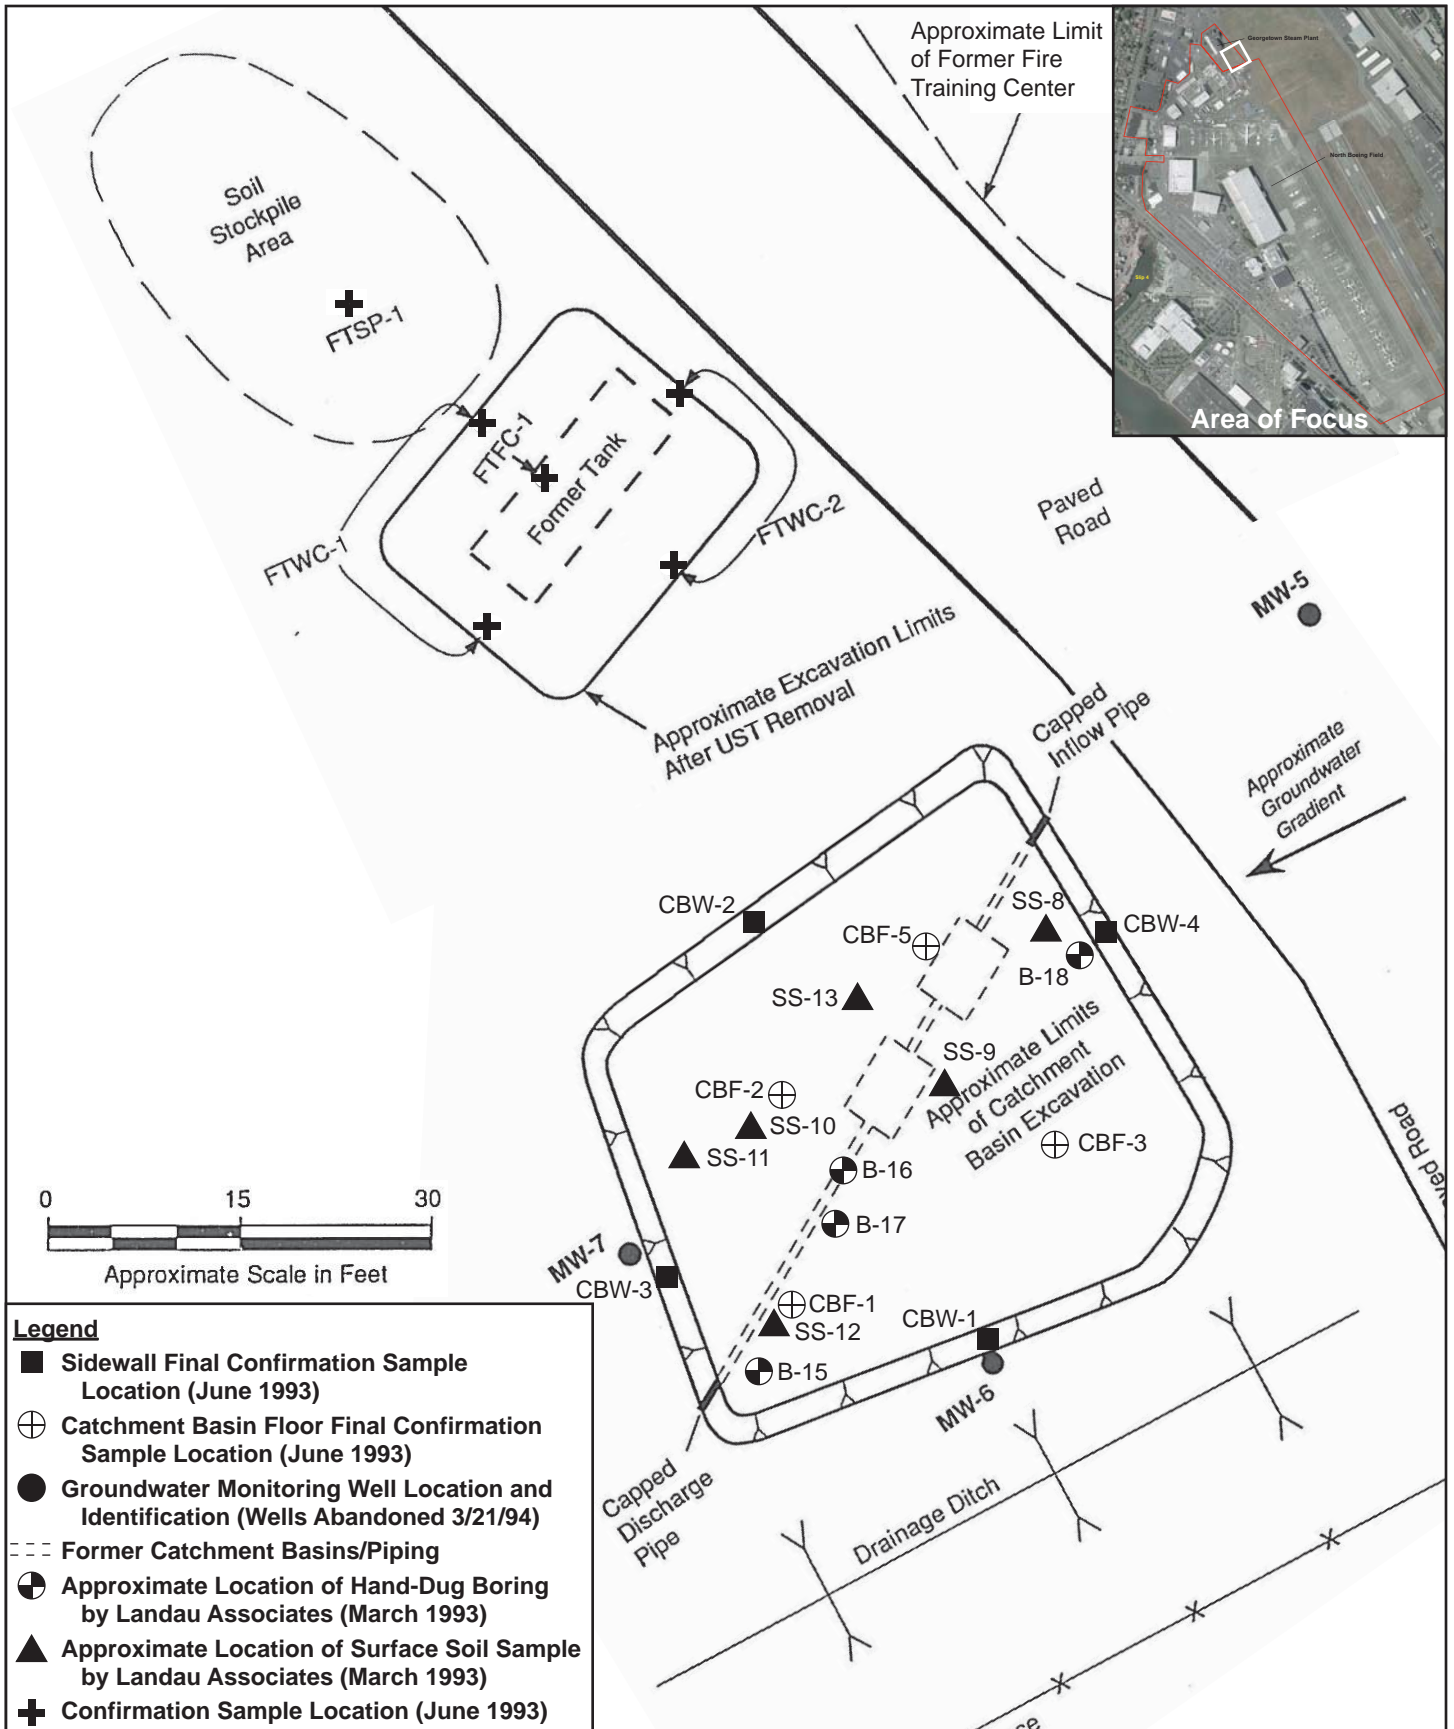 Approximate Limit
of Former Fire
Training Center
Georgetown Steam Plant
North Boeing Field
Slip 4
Area of Focus
Soil
Stockpile
Area
FTSP-1
FTFC-1
Former Tank
FTWC-1
FTWC-2
Paved
Road
MW-5
Approximate Excavation Limits
After UST Removal
Capped
Inflow Pipe
Approximate
Groundwater
Gradient
CBW-2
CBF-5
SS-8
CBW-4
B-18
SS-13
SS-9
Approximate Limits
of Catchment
Basin Excavation
CBF-2
SS-10
SS-11
CBF-3
B-16
B-17
MW-7
CBW-3
CBF-1
SS-12
CBW-1
B-15
MW-6
Capped
Discharge
Pipe
Drainage Ditch
Road
0 15 30
Approximate Scale in Feet
Legend
Sidewall Final Confirmation Sample
Location (June 1993)
Catchment Basin Floor Final Confirmation
Sample Location (June 1993)
Groundwater Monitoring Well Location and
Identification (Wells Abandoned 3/21/94)
Former Catchment Basins/Piping
Approximate Location of Hand-Dug Boring
by Landau Associates (March 1993)
Approximate Location of Surface Soil Sample
by Landau Associates (March 1993)
Confirmation Sample Location (June 1993)